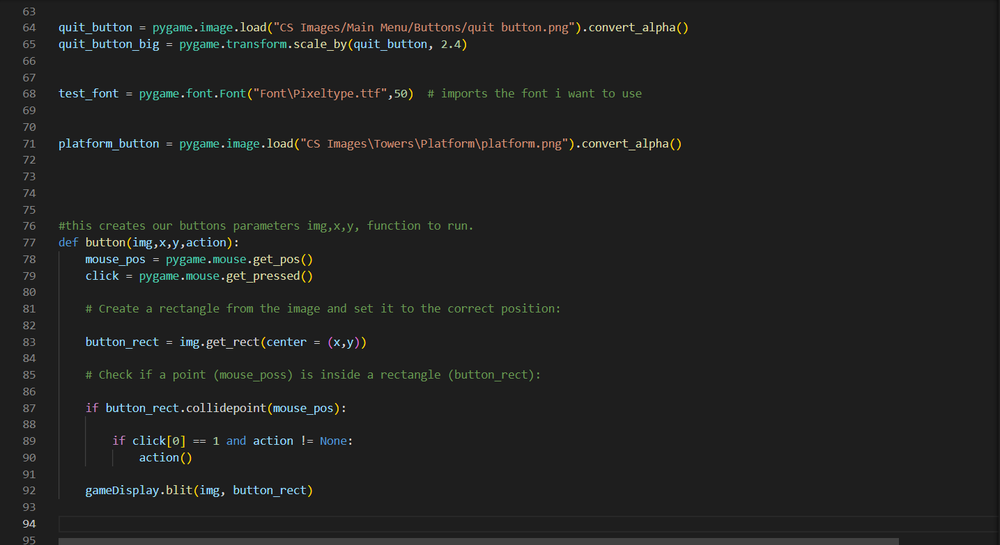 63
64 quit_button = pygame.image.load("CS Images/Main Menu/Buttons/quit button.png").convert_alpha()
65 quit_button_big = pygame.transform.scale_by(quit_button, 2.4)
66
67
68 test_font = pygame.font.Font("Font\Pixeltype.ttf",50)  # imports the font i want to use
69
70
71 platform_button = pygame.image.load("CS Images\Towers\Platform\platform.png").convert_alpha()
72
73
74
75
76 #this creates our buttons parameters img,x,y, function to run.
77 def button(img,x,y,action):
78     mouse_pos = pygame.mouse.get_pos()
79     click = pygame.mouse.get_pressed()
80
81     # Create a rectangle from the image and set it to the correct position:
82
83     button_rect = img.get_rect(center = (x,y))
84
85     # Check if a point (mouse_poss) is inside a rectangle (button_rect):
86
87     if button_rect.collidepoint(mouse_pos):
88
89         if click[0] == 1 and action != None:
90             action()
91
92     gameDisplay.blit(img, button_rect)
93
94
95